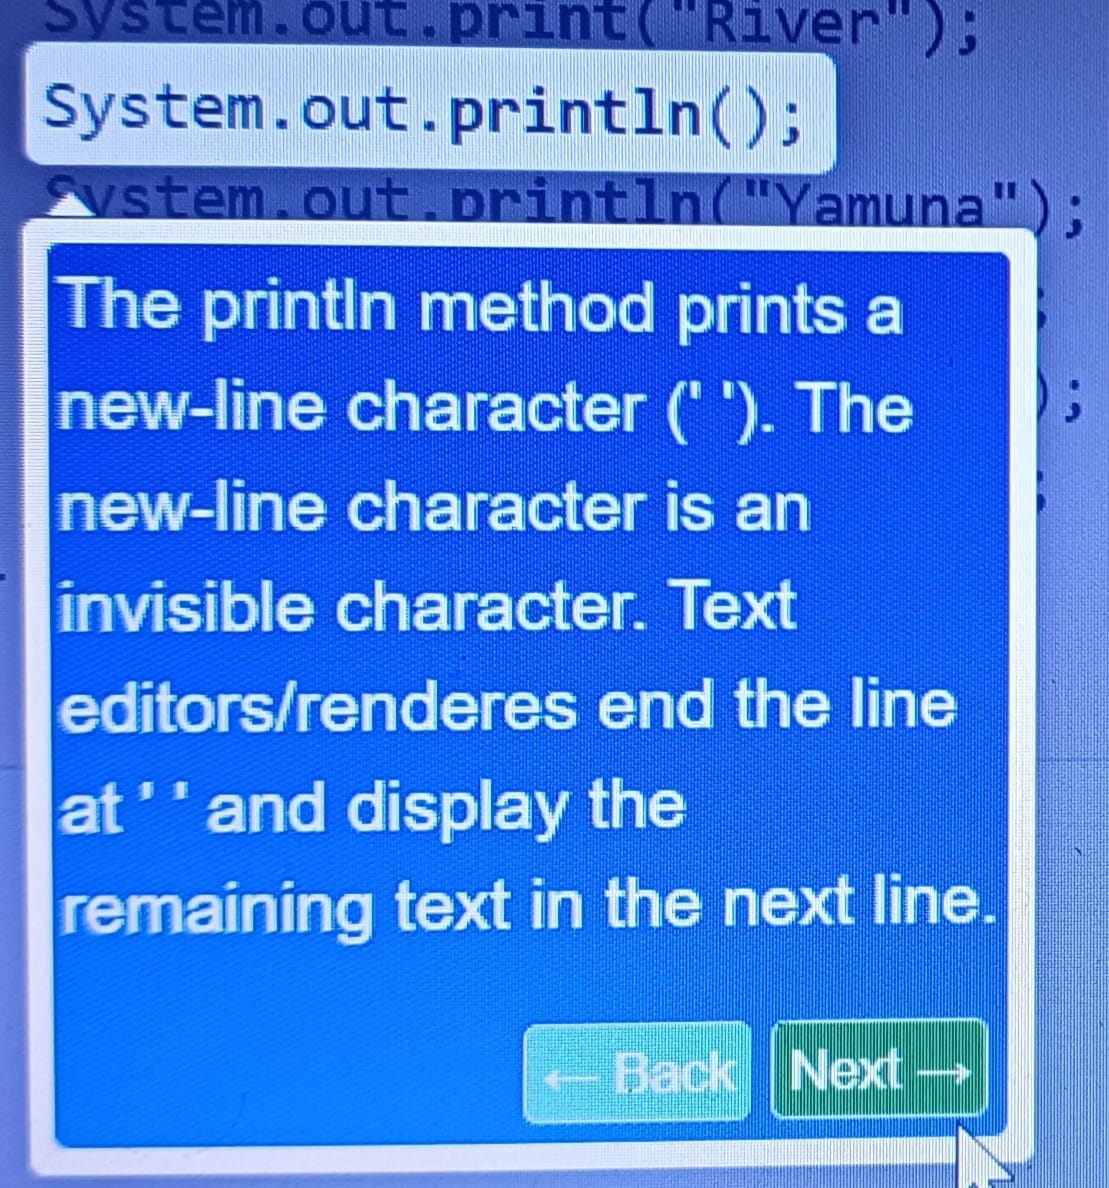 System.out.print("River");
System.out.println();
System.out.println("Yamuna");
;
The println method prints a
new-line character (' '). The
);
new-line character is an
;
invisible character. Text
editors/renderes end the line
at ' ' and display the
remaining text in the next line.
← Back
Next →